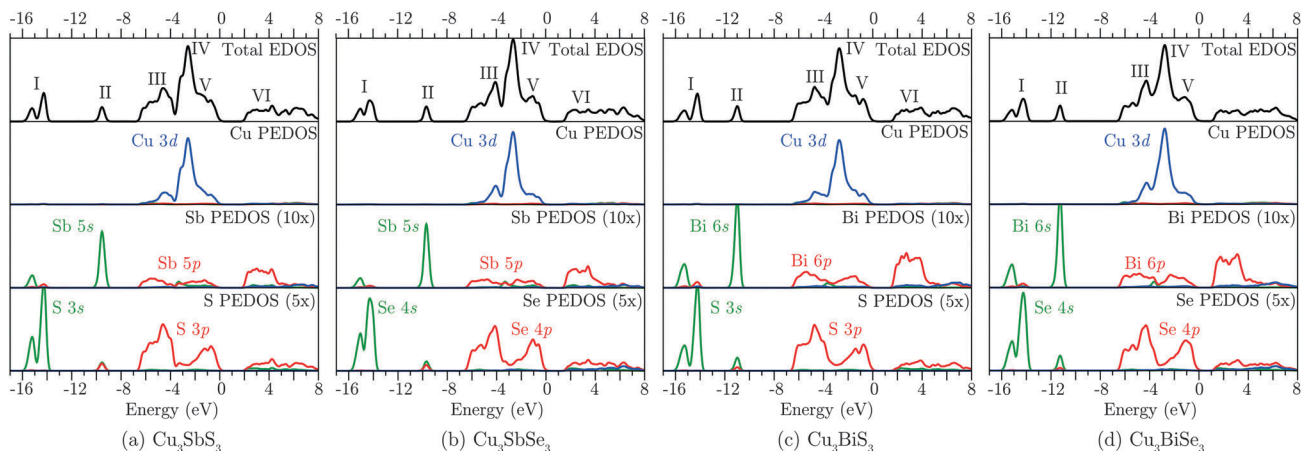 -16 -12 -8 -4 0 4 8
Total EDOS
I II III IV V VI
Cu PEDOS
Cu 3d
Sb PEDOS (10x)
Sb 5s
Sb 5p
S PEDOS (5x)
S 3s
S 3p
-16 -12 -8 -4 0 4 8
Energy (eV)
(a) Cu₃SbS₃
-16 -12 -8 -4 0 4 8
Total EDOS
I II III IV V VI
Cu PEDOS
Cu 3d
Sb PEDOS (10x)
Sb 5s
Sb 5p
Se PEDOS (5x)
Se 4s
Se 4p
-16 -12 -8 -4 0 4 8
Energy (eV)
(b) Cu₃SbSe₃
-16 -12 -8 -4 0 4 8
Total EDOS
I II III IV V VI
Cu PEDOS
Cu 3d
Bi PEDOS (10x)
Bi 6s
Bi 6p
S PEDOS (5x)
S 3s
S 3p
-16 -12 -8 -4 0 4 8
Energy (eV)
(c) Cu₃BiS₃
-16 -12 -8 -4 0 4 8
Total EDOS
I II III IV V
Cu PEDOS
Cu 3d
Bi PEDOS (10x)
Bi 6s
Bi 6p
Se PEDOS (5x)
Se 4s
Se 4p
-16 -12 -8 -4 0 4 8
Energy (eV)
(d) Cu₃BiSe₃